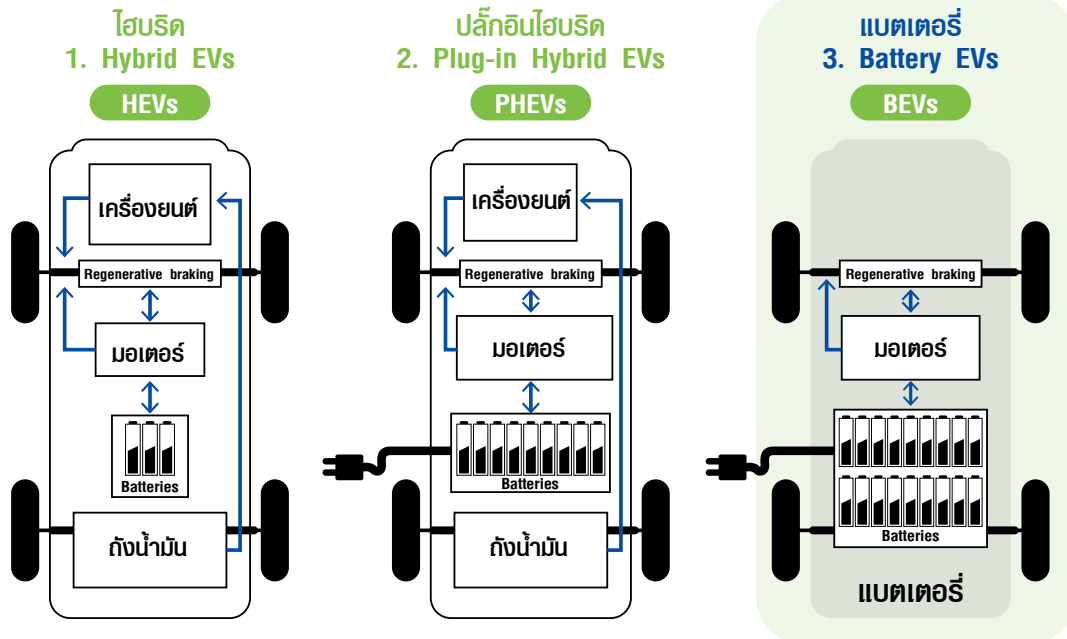 ไฮบริด
1. Hybrid EVs
HEVs
เครื่องยนต์
Regenerative braking
มอเตอร์
Batteries
ถังน้ำมัน
ปลั๊กอินไฮบริด
2. Plug-in Hybrid EVs
PHEVs
เครื่องยนต์
Regenerative braking
มอเตอร์
Batteries
ถังน้ำมัน
แบตเตอรี่
3. Battery EVs
BEVs
Regenerative braking
มอเตอร์
Batteries
แบตเตอรี่